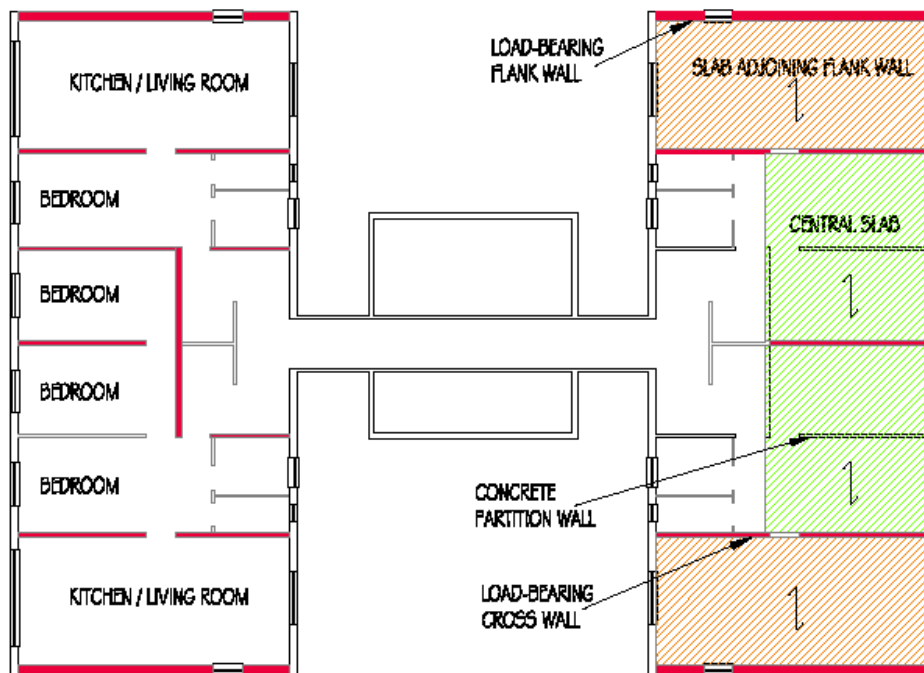 KITCHEN / LIVING ROOM
BEDROOM
BEDROOM
BEDROOM
BEDROOM
KITCHEN / LIVING ROOM
LOAD-BEARING
FLANK WALL
SLAB ADJOINING FLANK WALL
CENTRAL SLAB
CONCRETE
PARTITION WALL
LOAD-BEARING
CROSS WALL